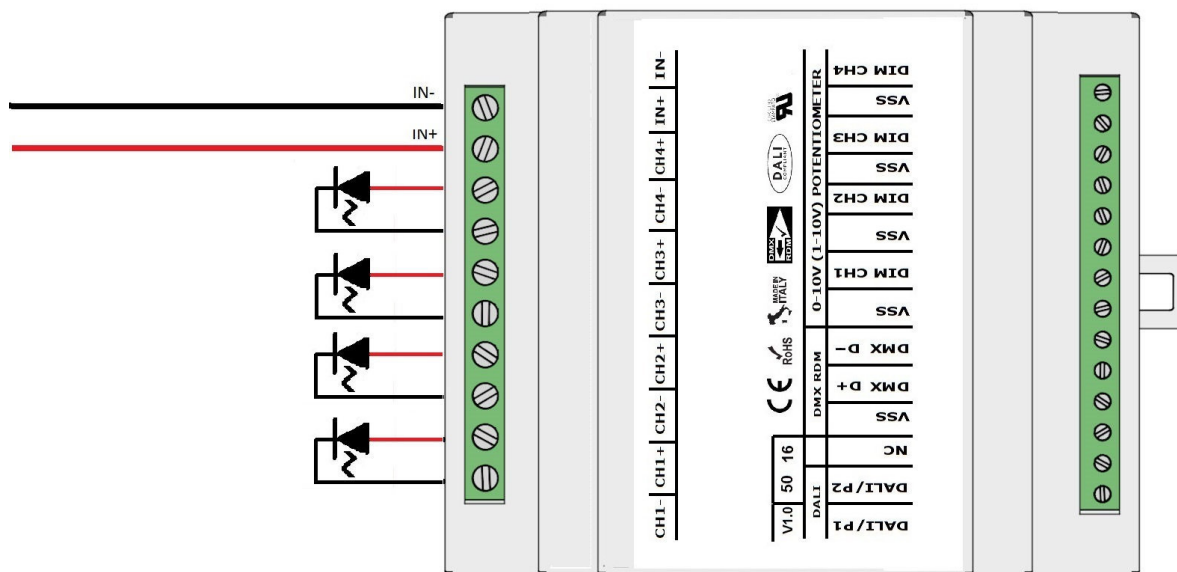 IN-
IN+
IN-
IN+
CH4+
CH4-
CH3+
CH3-
CH2+
CH2-
CH1+
CH1-
DALI
COMPLIANT
DMX
RDM
MADE IN
ITALY
RoHS
CE
V1.0 50 16
0-10V (1-10V) POTENTIOMETER
DMX RDM
DALI
DIM CH4
VSS
DIM CH3
VSS
DIM CH2
VSS
DIM CH1
VSS
DMX D-
DMX D+
VSS
NC
DALI/P2
DALI/P1